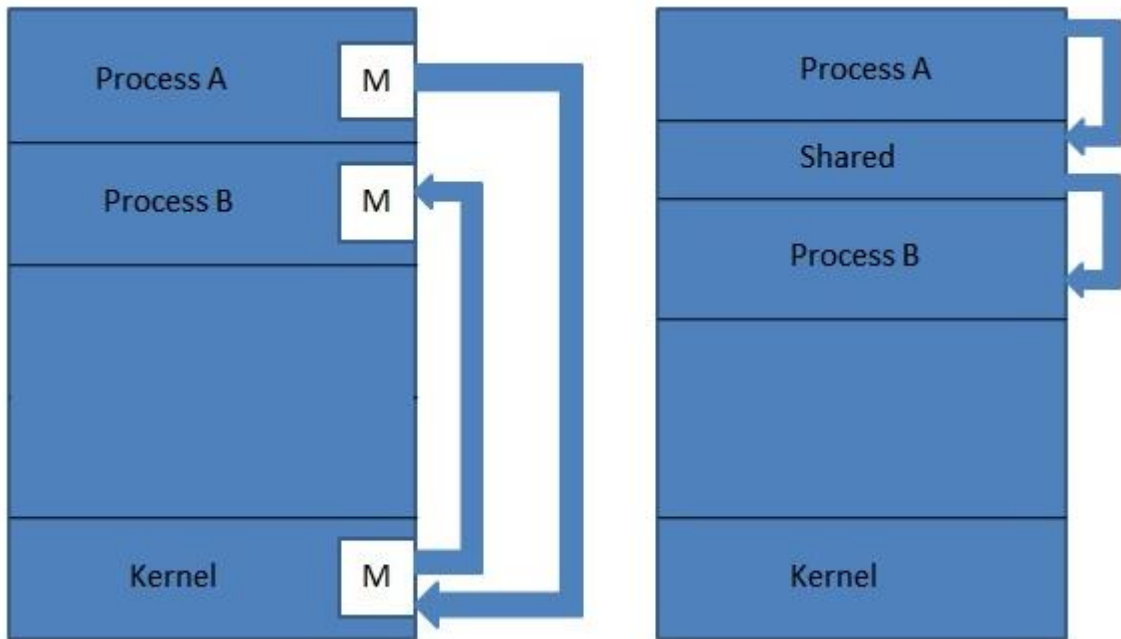 Process A
M
Process B
M
Kernel
M
Process A
Shared
Process B
Kernel